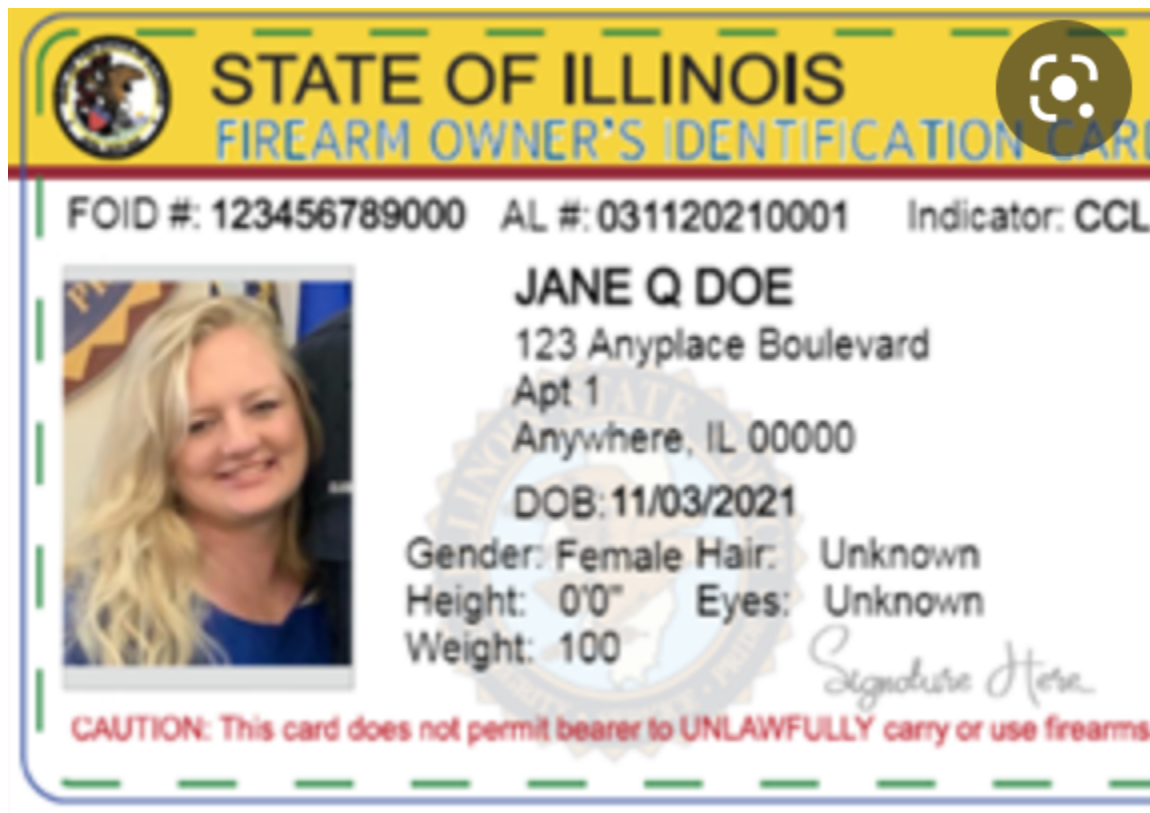 STATE OF ILLINOIS
FIREARM OWNER'S IDENTIFICATION CARD
FOID #: 123456789000 AL #: 031120210001 Indicator: CCL
JANE Q DOE
123 Anyplace Boulevard
Apt 1
Anywhere, IL 00000
DOB: 11/03/2021
Gender: Female Hair: Unknown
Height: 0'0" Eyes: Unknown
Weight: 100
Signature Here
CAUTION: This card does not permit bearer to UNLAWFULLY carry or use firearms